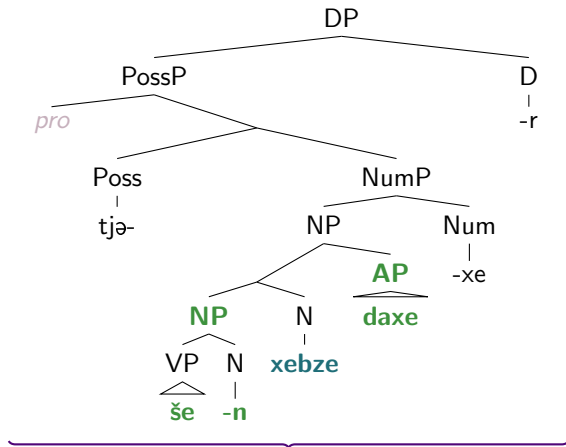 DP
PossP D
pro -r
Poss NumP
tjə- NP Num
AP -xe
NP N daxe
VP N xebze
še -n